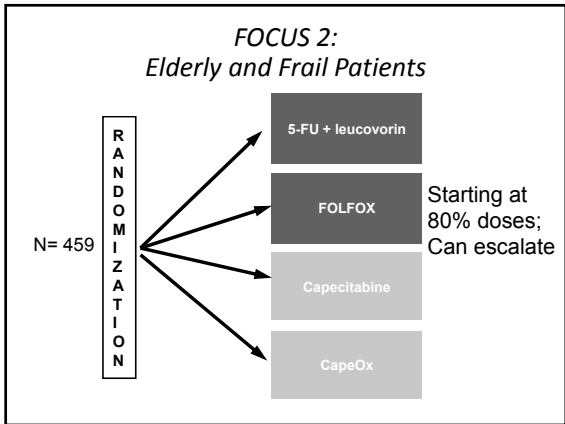 FOCUS 2:
Elderly and Frail Patients
N= 459
RANDOMIZATION
5-FU + leucovorin
FOLFOX
Capecitabine
CapeOx
Starting at
80% doses;
Can escalate